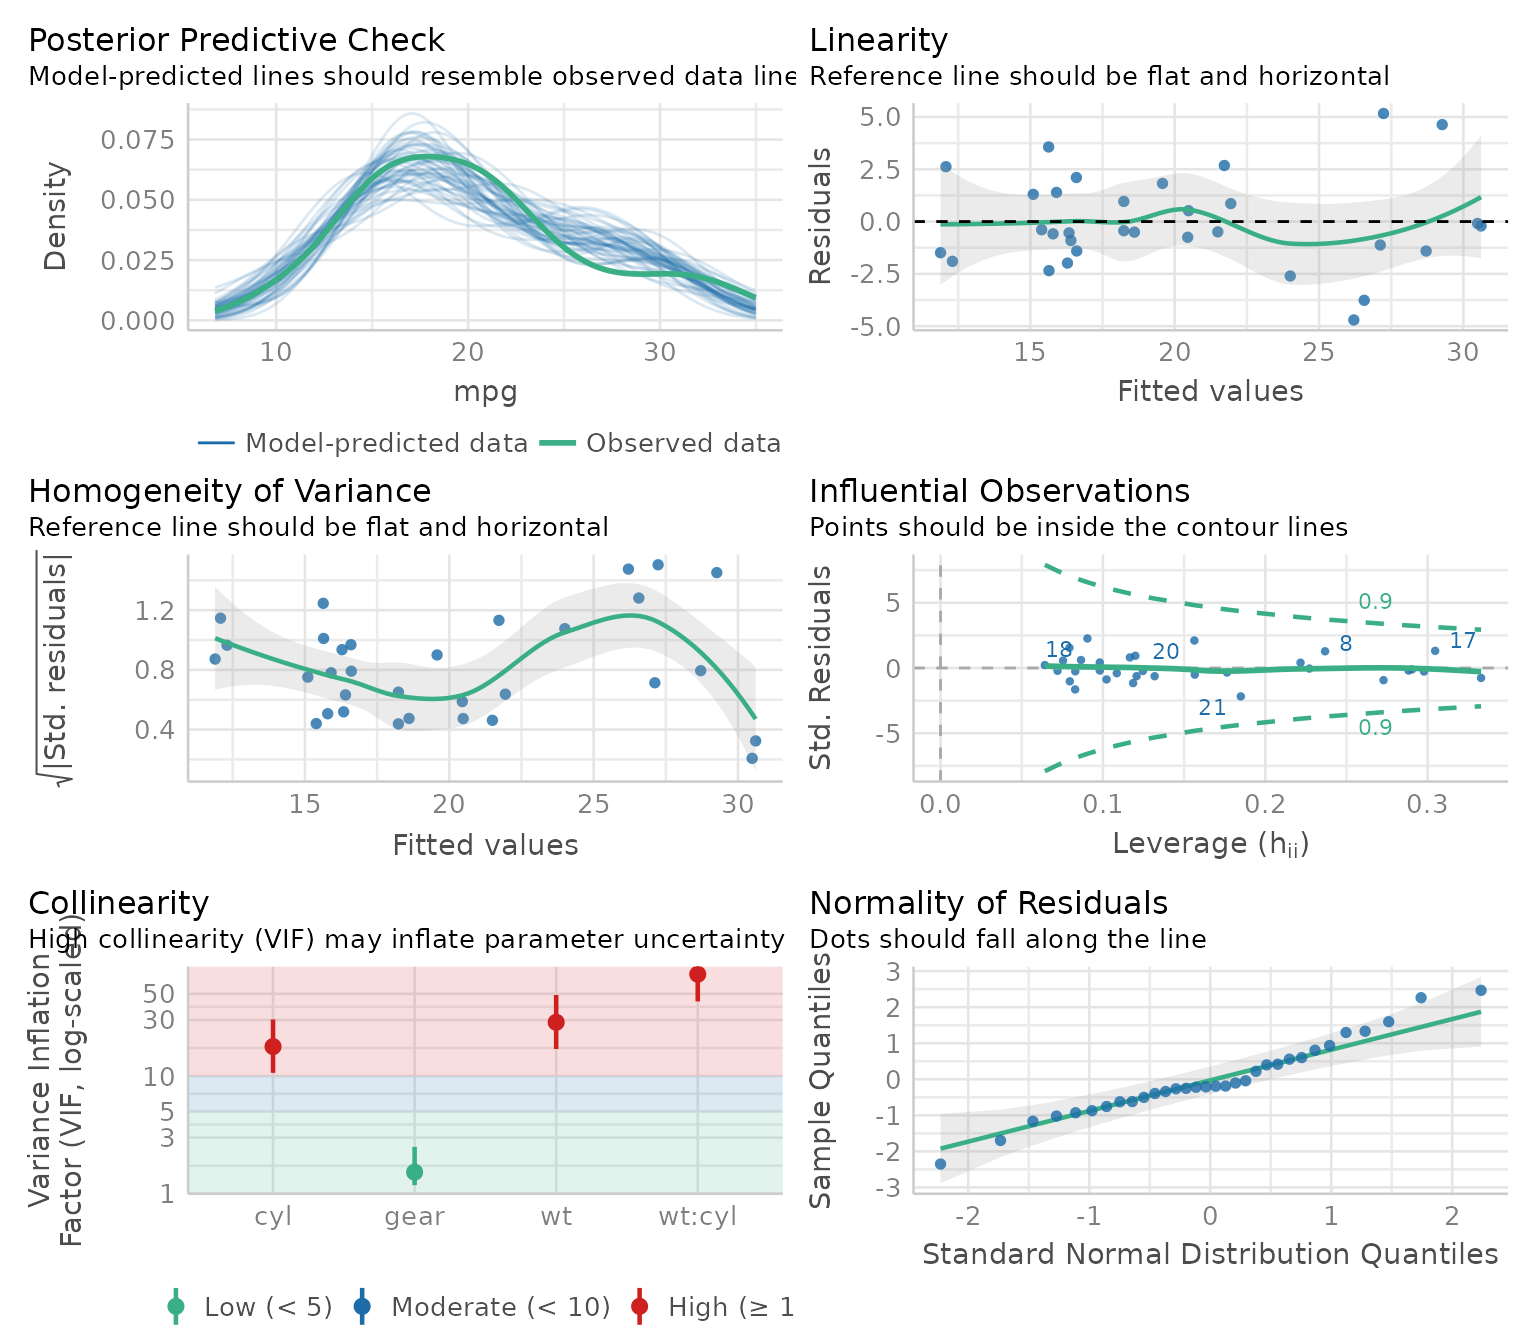 Posterior Predictive Check
Model-predicted lines should resemble observed data line
Density
0.075
0.050
0.025
0.000
10
20
30
mpg
Model-predicted data
Observed data
Linearity
Reference line should be flat and horizontal
Residuals
5.0
2.5
0.0
-2.5
-5.0
15
20
25
30
Fitted values
Homogeneity of Variance
Reference line should be flat and horizontal
√|Std. residuals|
1.2
0.8
0.4
15
20
25
30
Fitted values
Influential Observations
Points should be inside the contour lines
Std. Residuals
5
0
-5
0.9
18
20
8
17
21
0.9
0.0
0.1
0.2
0.3
Leverage (hii)
Collinearity
High collinearity (VIF) may inflate parameter uncertainty
Variance Inflation
Factor (VIF, log-scaled)
50
30
10
5
3
1
cyl
gear
wt
wt:cyl
Low (< 5)
Moderate (< 10)
High (≥ 1
Normality of Residuals
Dots should fall along the line
Sample Quantiles
3
2
1
0
-1
-2
-3
-2
-1
0
1
2
Standard Normal Distribution Quantiles